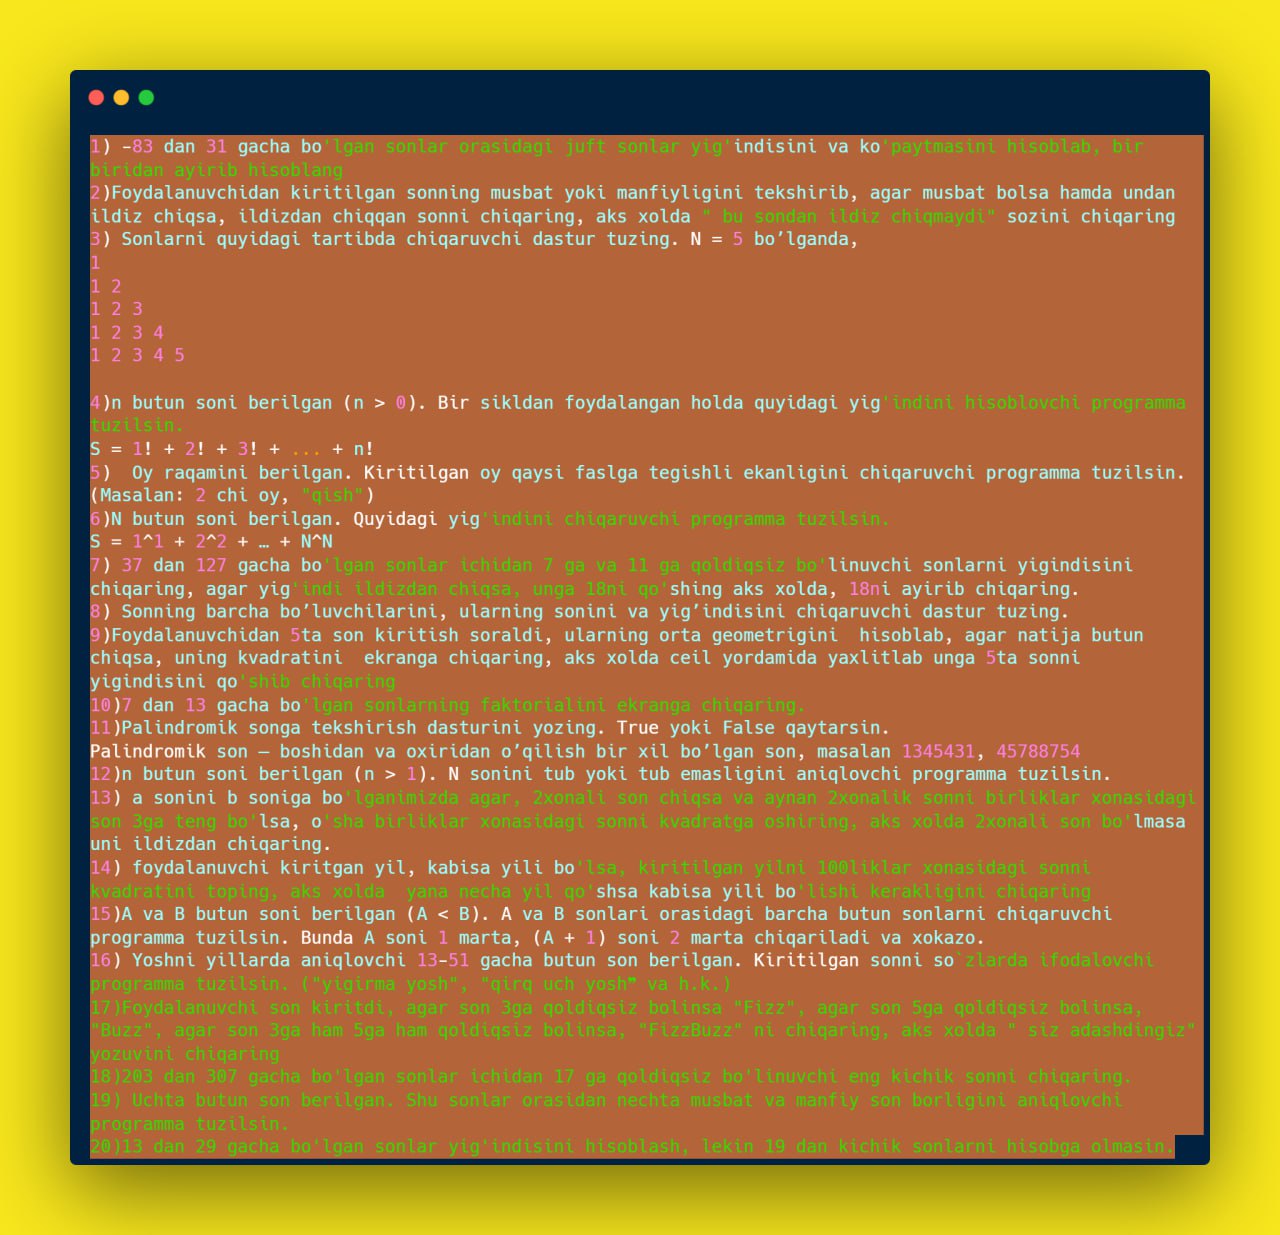 1) -83 dan 31 gacha bo'lgan sonlar orasidagi juft sonlar yig'indisini va ko'paytmasini hisoblab, bir
biridan ayirib hisoblang
2)Foydalanuvchidan kiritilgan sonning musbat yoki manfiyligini tekshirib, agar musbat bolsa hamda undan
ildiz chiqsa, ildizdan chiqqan sonni chiqaring, aks xolda " bu sondan ildiz chiqmaydi" sozini chiqaring
3) Sonlarni quyidagi tartibda chiqaruvchi dastur tuzing. N = 5 bo’lganda,
1
1 2
1 2 3
1 2 3 4
1 2 3 4 5
4)n butun soni berilgan (n > 0). Bir sikldan foydalangan holda quyidagi yig'indini hisoblovchi programma
tuzilsin.
S = 1! + 2! + 3! + ... + n!
5)  Oy raqamini berilgan. Kiritilgan oy qaysi faslga tegishli ekanligini chiqaruvchi programma tuzilsin.
(Masalan: 2 chi oy, "qish")
6)N butun soni berilgan. Quyidagi yig'indini chiqaruvchi programma tuzilsin.
S = 1^1 + 2^2 + … + N^N
7) 37 dan 127 gacha bo'lgan sonlar ichidan 7 ga va 11 ga qoldiqsiz bo'linuvchi sonlarni yigindisini
chiqaring, agar yig'indi ildizdan chiqsa, unga 18ni qo'shing aks xolda, 18ni ayirib chiqaring.
8) Sonning barcha bo’luvchilarini, ularning sonini va yig’indisini chiqaruvchi dastur tuzing.
9)Foydalanuvchidan 5ta son kiritish soraldi, ularning orta geometrigini  hisoblab, agar natija butun
chiqsa, uning kvadratini  ekranga chiqaring, aks xolda ceil yordamida yaxlitlab unga 5ta sonni
yigindisini qo'shib chiqaring
10)7 dan 13 gacha bo'lgan sonlarning faktorialini ekranga chiqaring.
11)Palindromik songa tekshirish dasturini yozing. True yoki False qaytarsin.
Palindromik son – boshidan va oxiridan o’qilish bir xil bo’lgan son, masalan 1345431, 45788754
12)n butun soni berilgan (n > 1). N sonini tub yoki tub emasligini aniqlovchi programma tuzilsin.
13) a sonini b soniga bo'lganimizda agar, 2xonali son chiqsa va aynan 2xonalik sonni birliklar xonasidagi
son 3ga teng bo'lsa, o'sha birliklar xonasidagi sonni kvadratga oshiring, aks xolda 2xonali son bo'lmasa
uni ildizdan chiqaring.
14) foydalanuvchi kiritgan yil, kabisa yili bo'lsa, kiritilgan yilni 100liklar xonasidagi sonni
kvadratini toping, aks xolda  yana necha yil qo'shsa kabisa yili bo'lishi kerakligini chiqaring
15)A va B butun soni berilgan (A < B). A va B sonlari orasidagi barcha butun sonlarni chiqaruvchi
programma tuzilsin. Bunda A soni 1 marta, (A + 1) soni 2 marta chiqariladi va xokazo.
16) Yoshni yillarda aniqlovchi 13-51 gacha butun son berilgan. Kiritilgan sonni so`zlarda ifodalovchi
programma tuzilsin. ("yigirma yosh", "qirq uch yosh” va h.k.)
17)Foydalanuvchi son kiritdi, agar son 3ga qoldiqsiz bolinsa "Fizz", agar son 5ga qoldiqsiz bolinsa,
"Buzz", agar son 3ga ham 5ga ham qoldiqsiz bolinsa, "FizzBuzz" ni chiqaring, aks xolda " siz adashdingiz"
yozuvini chiqaring
18)203 dan 307 gacha bo'lgan sonlar ichidan 17 ga qoldiqsiz bo'linuvchi eng kichik sonni chiqaring.
19) Uchta butun son berilgan. Shu sonlar orasidan nechta musbat va manfiy son borligini aniqlovchi
programma tuzilsin.
20)13 dan 29 gacha bo'lgan sonlar yig'indisini hisoblash, lekin 19 dan kichik sonlarni hisobga olmasin.